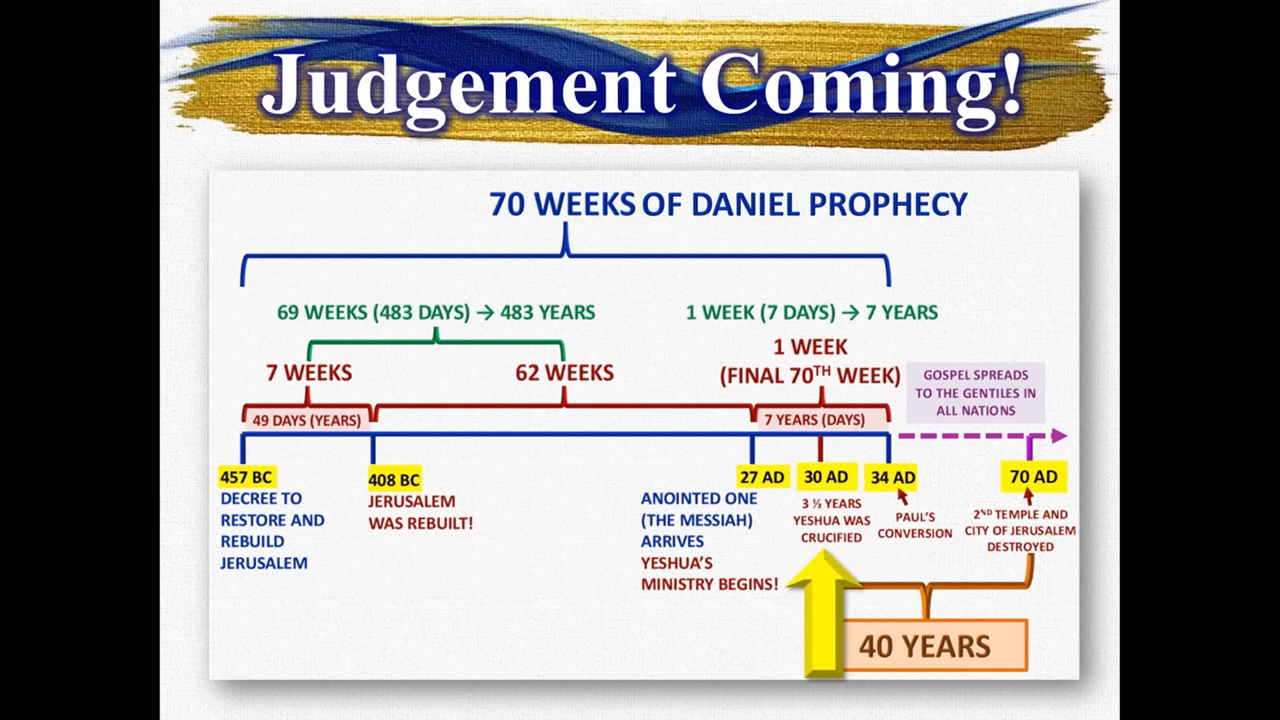 Judgement Coming!
70 WEEKS OF DANIEL PROPHECY
69 WEEKS (483 DAYS) → 483 YEARS
1 WEEK (7 DAYS) → 7 YEARS
7 WEEKS
62 WEEKS
1 WEEK
(FINAL 70TH WEEK)
GOSPEL SPREADS
TO THE GENTILES IN
ALL NATIONS
49 DAYS (YEARS)
7 YEARS (DAYS)
457 BC
DECREE TO
RESTORE AND
REBUILD
JERUSALEM
408 BC
JERUSALEM
WAS REBUILT!
27 AD
ANOINTED ONE
(THE MESSIAH)
ARRIVES
YESHUA'S
MINISTRY BEGINS!
30 AD
3 ½ YEARS
YESHUA WAS
CRUCIFIED
34 AD
PAUL'S
CONVERSION
70 AD
2ND TEMPLE AND
CITY OF JERUSALEM
DESTROYED
40 YEARS